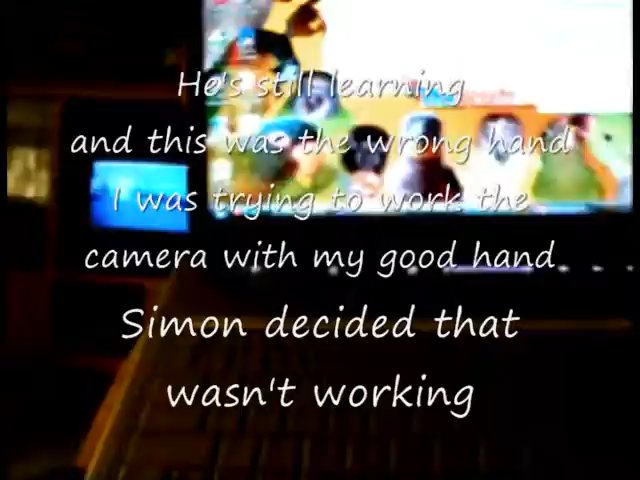 He's still learning
and this was the wrong hand
I was trying to work the
camera with my good hand
Simon decided that
wasn't working